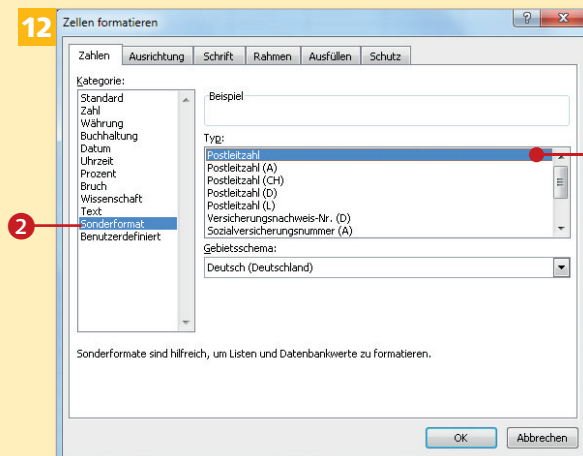 12
Zellen formatieren
Zahlen Ausrichtung Schrift Rahmen Ausfüllen Schutz
Kategorie:
Standard
Zahl
Währung
Buchhaltung
Datum
Uhrzeit
Prozent
Bruch
Wissenschaft
Text
Sonderformat
Benutzerdefiniert
2
Beispiel
Typ:
Postleitzahl
Postleitzahl (A)
Postleitzahl (CH)
Postleitzahl (D)
Postleitzahl (L)
Versicherungsnachweis-Nr. (D)
Sozialversicherungsnummer (A)
Gebietsschema:
Deutsch (Deutschland)
Sonderformate sind hilfreich, um Listen und Datenbankwerte zu formatieren.
OK Abbrechen